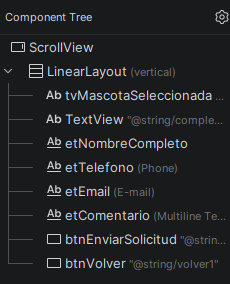 Component Tree
ScrollView
LinearLayout (vertical)
Ab tvMascotaSeleccionada ...
Ab TextView "@string/comple...
Ab etNombreCompleto
Ab etTelefono (Phone)
Ab etEmail (E-mail)
Ab etComentario (Multiline Te...
btnEnviarSolicitud "@strin...
btnVolver "@string/volver1"